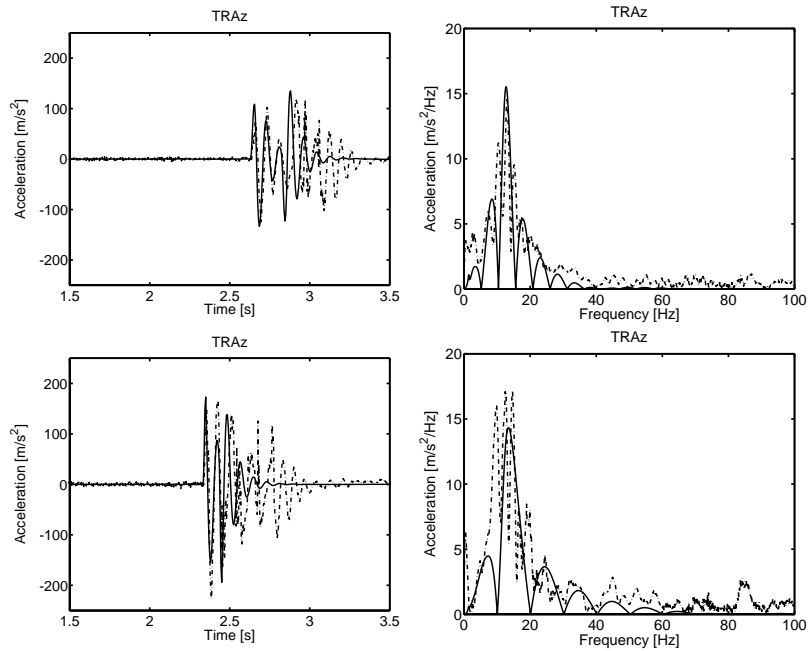 TRAz
200
100
0
-100
-200
Acceleration [m/s²]
1.5 2 2.5 3 3.5
Time [s]
TRAz
20
15
10
5
0
Acceleration [m/s²/Hz]
0 20 40 60 80 100
Frequency [Hz]
TRAz
200
100
0
-100
-200
Acceleration [m/s²]
1.5 2 2.5 3 3.5
Time [s]
TRAz
20
15
10
5
0
Acceleration [m/s²/Hz]
0 20 40 60 80 100
Frequency [Hz]